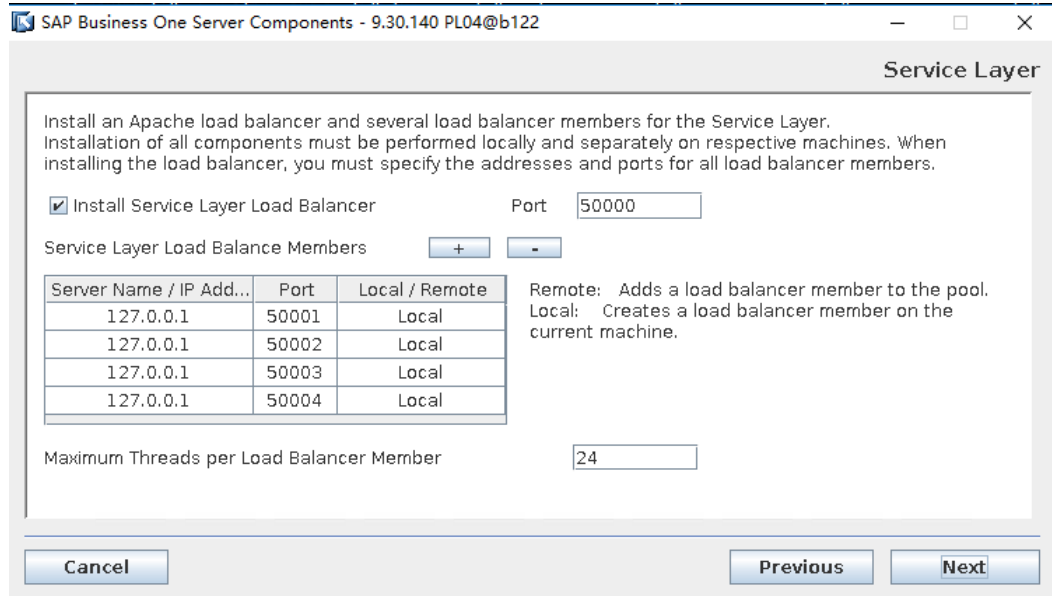 SAP Business One Server Components - 9.30.140 PL04@b122
Service Layer
Install an Apache load balancer and several load balancer members for the Service Layer.
Installation of all components must be performed locally and separately on respective machines. When
installing the load balancer, you must specify the addresses and ports for all load balancer members.
Install Service Layer Load Balancer Port 50000
Service Layer Load Balance Members + -
Server Name / IP Add... Port Local / Remote
127.0.0.1 50001 Local
127.0.0.1 50002 Local
127.0.0.1 50003 Local
127.0.0.1 50004 Local
Remote: Adds a load balancer member to the pool.
Local: Creates a load balancer member on the
current machine.
Maximum Threads per Load Balancer Member 24
Cancel Previous Next